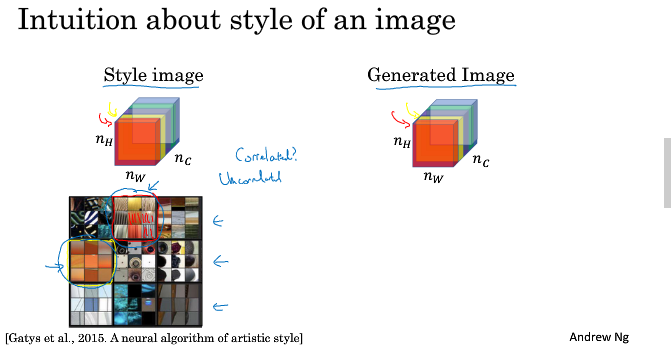 Intuition about style of an image
Style image
Generated Image
n_H
n_W
n_C
n_H
n_W
n_C
Correlated?
Uncorrelated
[Gatys et al., 2015. A neural algorithm of artistic style]
Andrew Ng